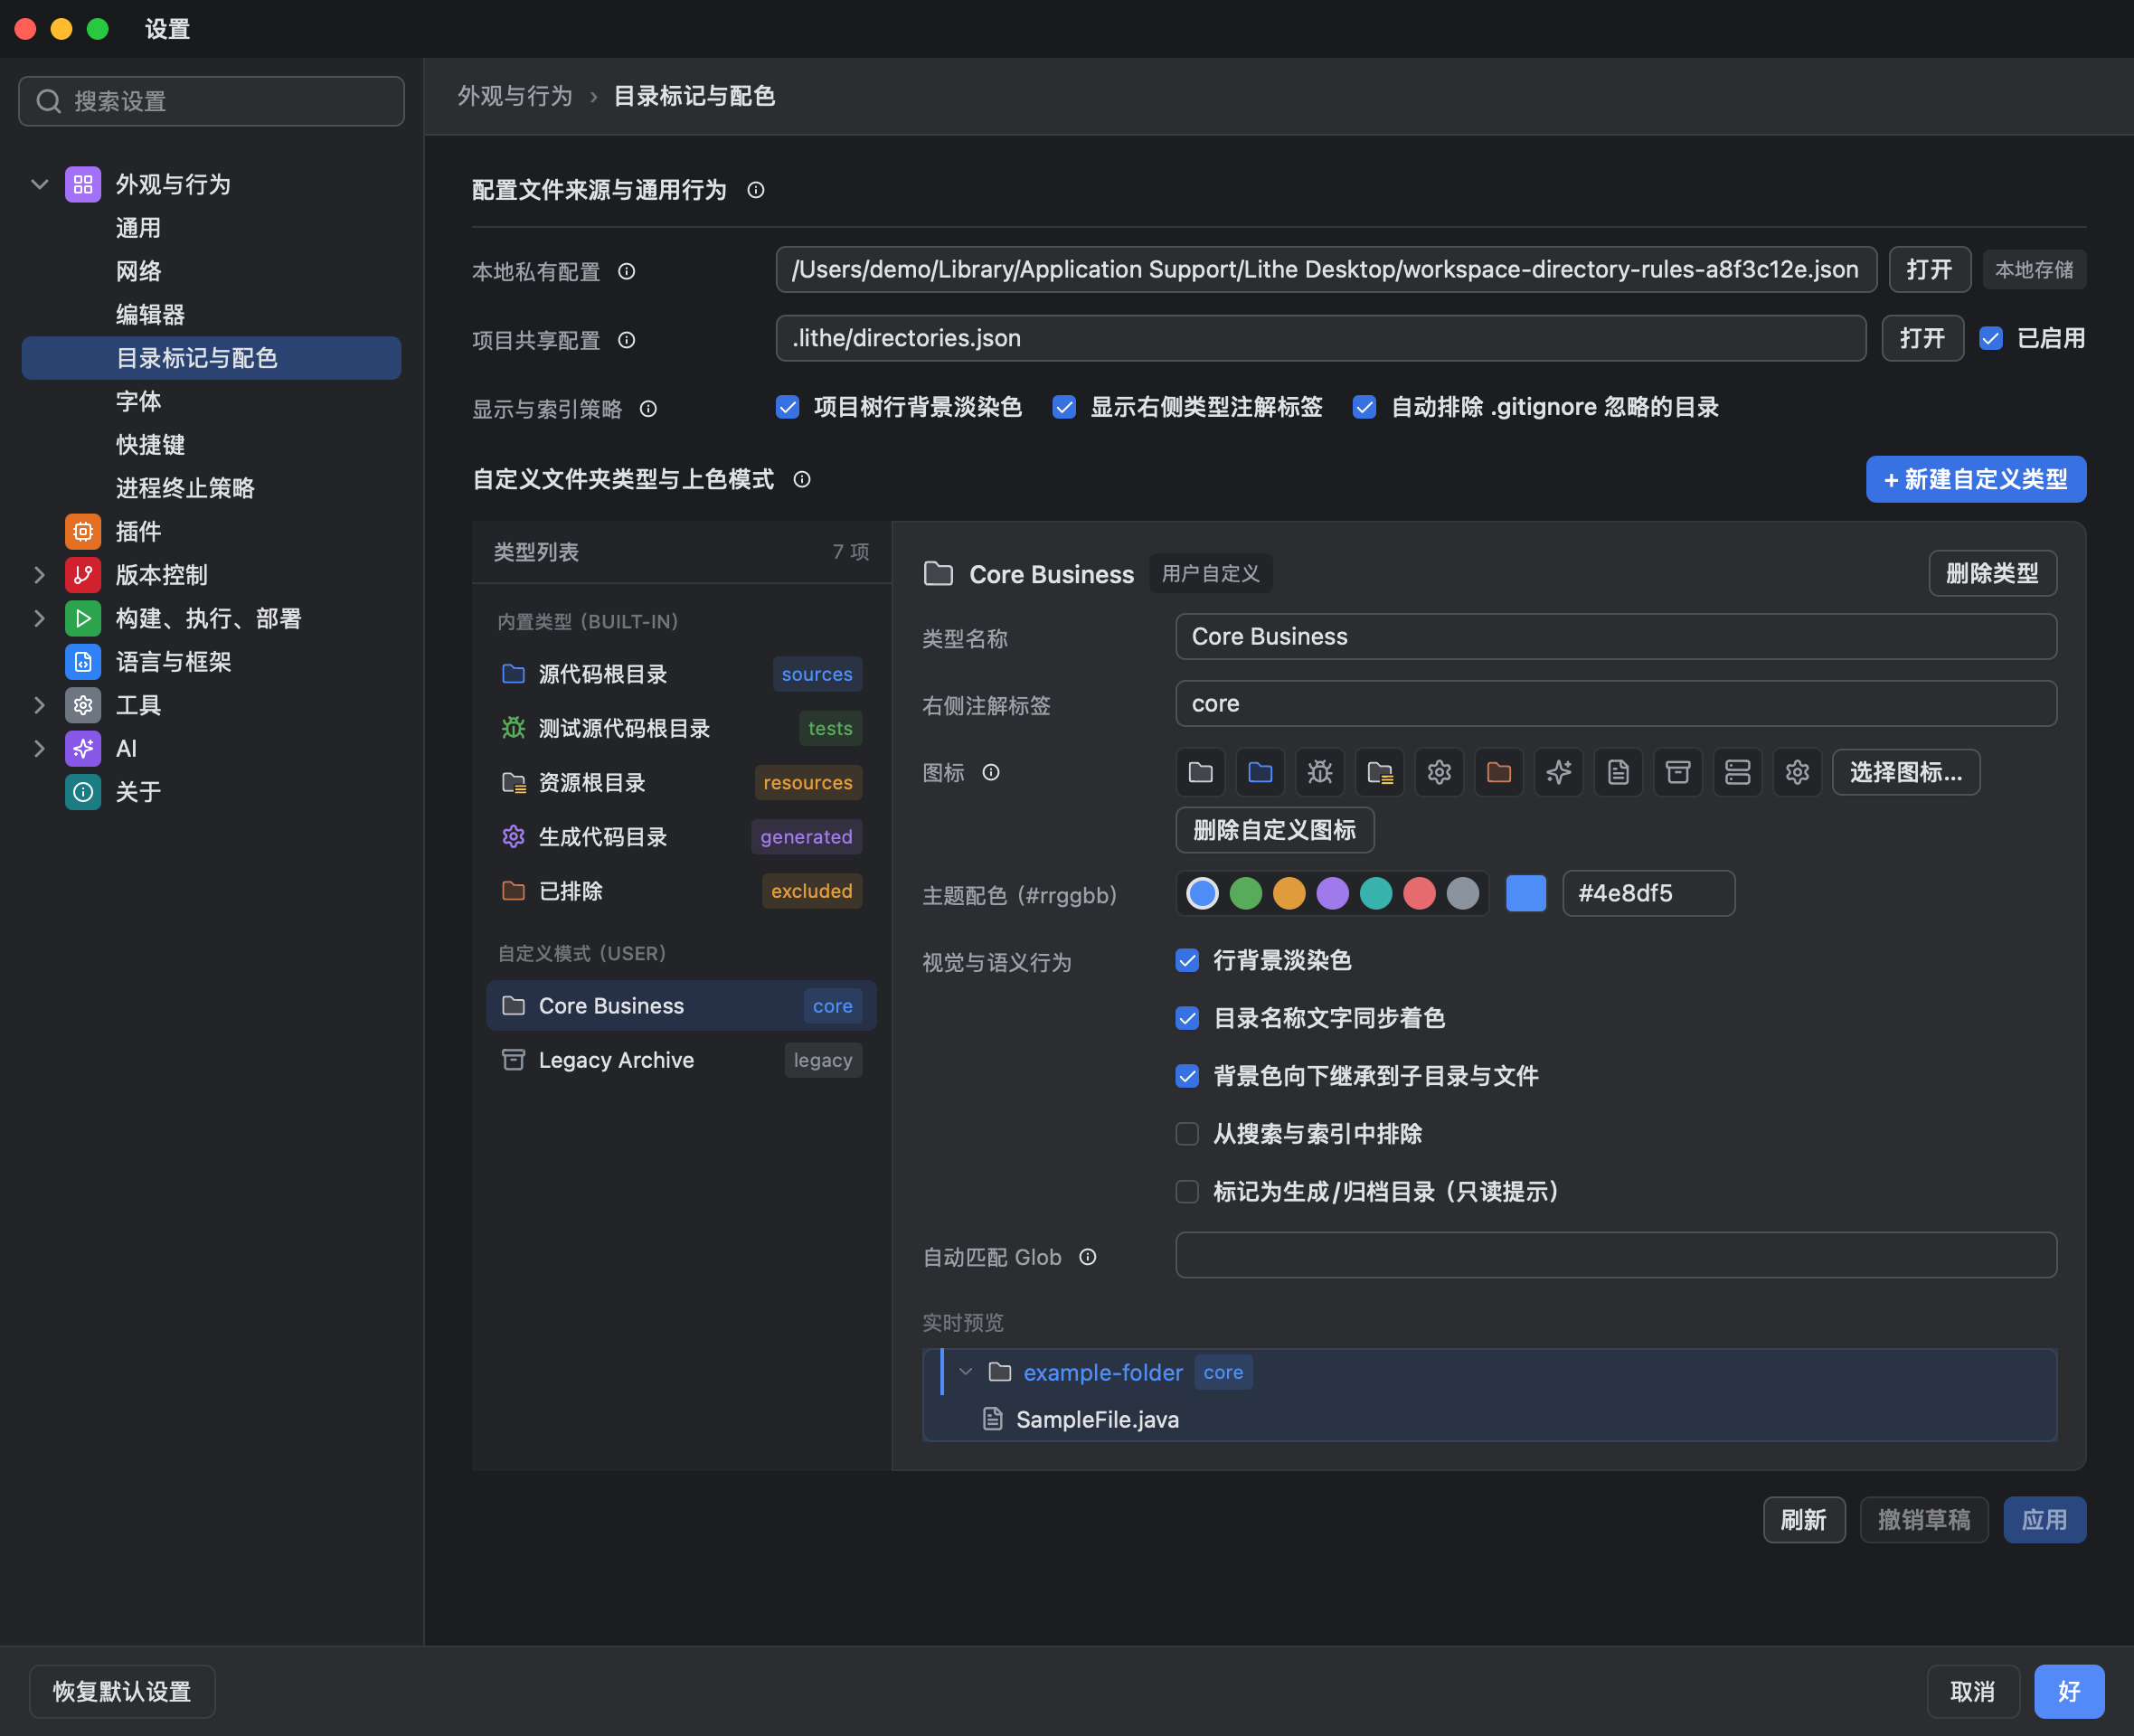 设置
搜索设置
外观与行为
通用
网络
编辑器
目录标记与配色
字体
快捷键
进程终止策略
插件
版本控制
构建、执行、部署
语言与框架
工具
AI
关于
外观与行为 › 目录标记与配色
配置文件来源与通用行为
本地私有配置 /Users/demo/Library/Application Support/Lithe Desktop/workspace-directory-rules-a8f3c12e.json 打开 本地存储
项目共享配置 .lithe/directories.json 打开 已启用
显示与索引策略 项目树行背景淡染色 显示右侧类型注解标签 自动排除 .gitignore 忽略的目录
自定义文件夹类型与上色模式 + 新建自定义类型
类型列表 7 项
内置类型 (BUILT-IN)
源代码根目录 sources
测试源代码根目录 tests
资源根目录 resources
生成代码目录 generated
已排除 excluded
自定义模式 (USER)
Core Business core
Legacy Archive legacy
Core Business 用户自定义 删除类型
类型名称 Core Business
右侧注解标签 core
图标 选择图标...
删除自定义图标
主题配色 (#rrggbb) #4e8df5
视觉与语义行为 行背景淡染色
目录名称文字同步着色
背景色向下继承到子目录与文件
从搜索与索引中排除
标记为生成/归档目录（只读提示）
自动匹配 Glob
实时预览
example-folder core
SampleFile.java
刷新 撤销草稿 应用
恢复默认设置 取消 好